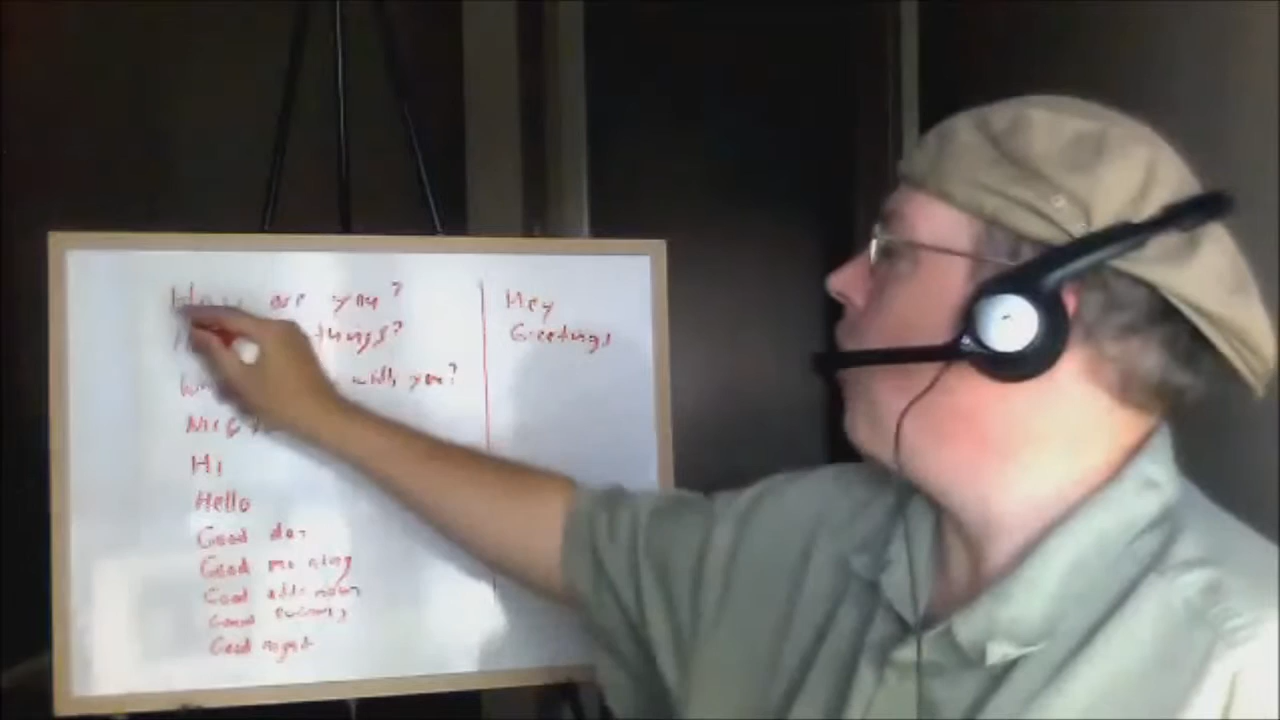 How are you?
things?
with you?
Hi
Hello
Good day
Good morning
Good afternoon
Good evening
Good night
Hey
Greetings